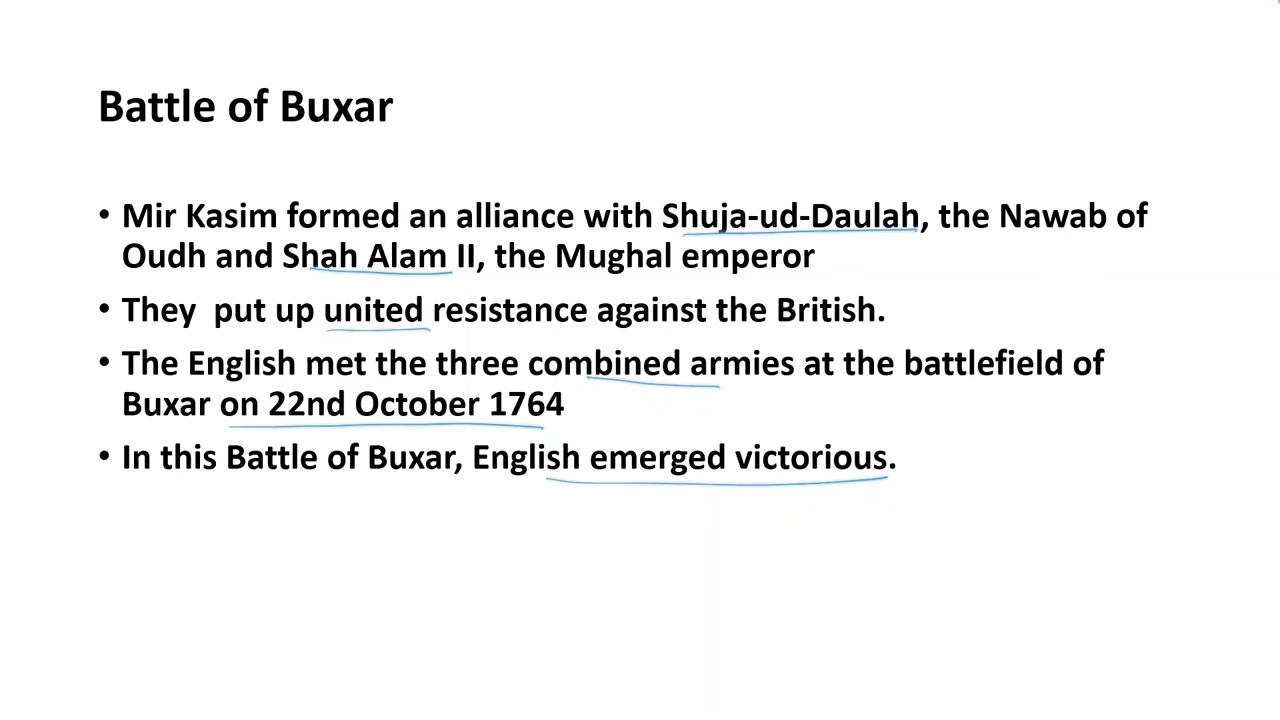 Battle of Buxar
• Mir Kasim formed an alliance with Shuja-ud-Daulah, the Nawab of
Oudh and Shah Alam II, the Mughal emperor
• They  put up united resistance against the British.
• The English met the three combined armies at the battlefield of
Buxar on 22nd October 1764
• In this Battle of Buxar, English emerged victorious.